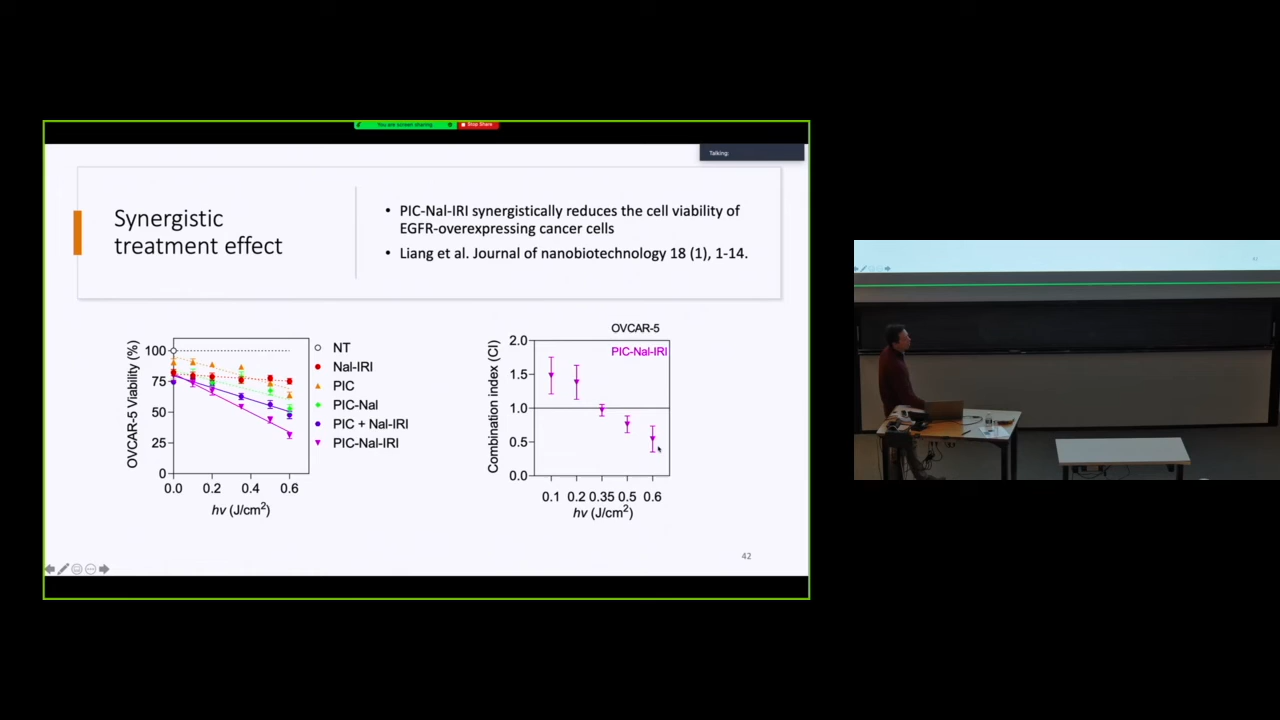 You are screen sharing
Stop Share
Talking:
Synergistic
treatment effect
• PIC-Nal-IRI synergistically reduces the cell viability of
EGFR-overexpressing cancer cells
• Liang et al. Journal of nanobiotechnology 18 (1), 1-14.
OVCAR-5 Viability (%)
100
75
50
25
0
0.0 0.2 0.4 0.6
hv (J/cm²)
NT
Nal-IRI
PIC
PIC-Nal
PIC + Nal-IRI
PIC-Nal-IRI
OVCAR-5
PIC-Nal-IRI
Combination index (CI)
2.0
1.5
1.0
0.5
0.0
0.1 0.2 0.35 0.5 0.6
hv (J/cm²)
42